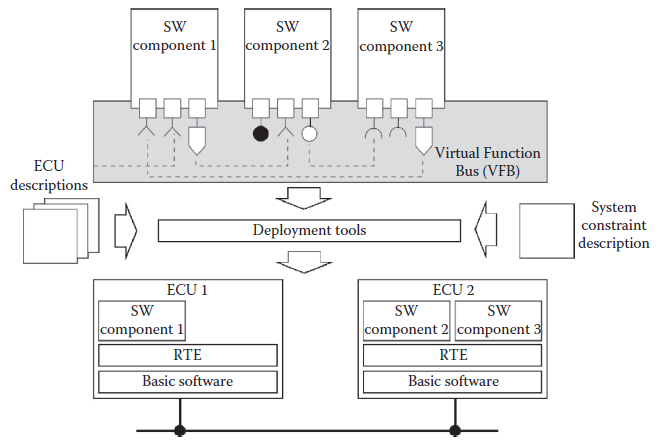 SW
component 1
SW
component 2
SW
component 3
Virtual Function
Bus (VFB)
ECU
descriptions
Deployment tools
System
constraint
description
ECU 1
SW
component 1
RTE
Basic software
ECU 2
SW
component 2
SW
component 3
RTE
Basic software